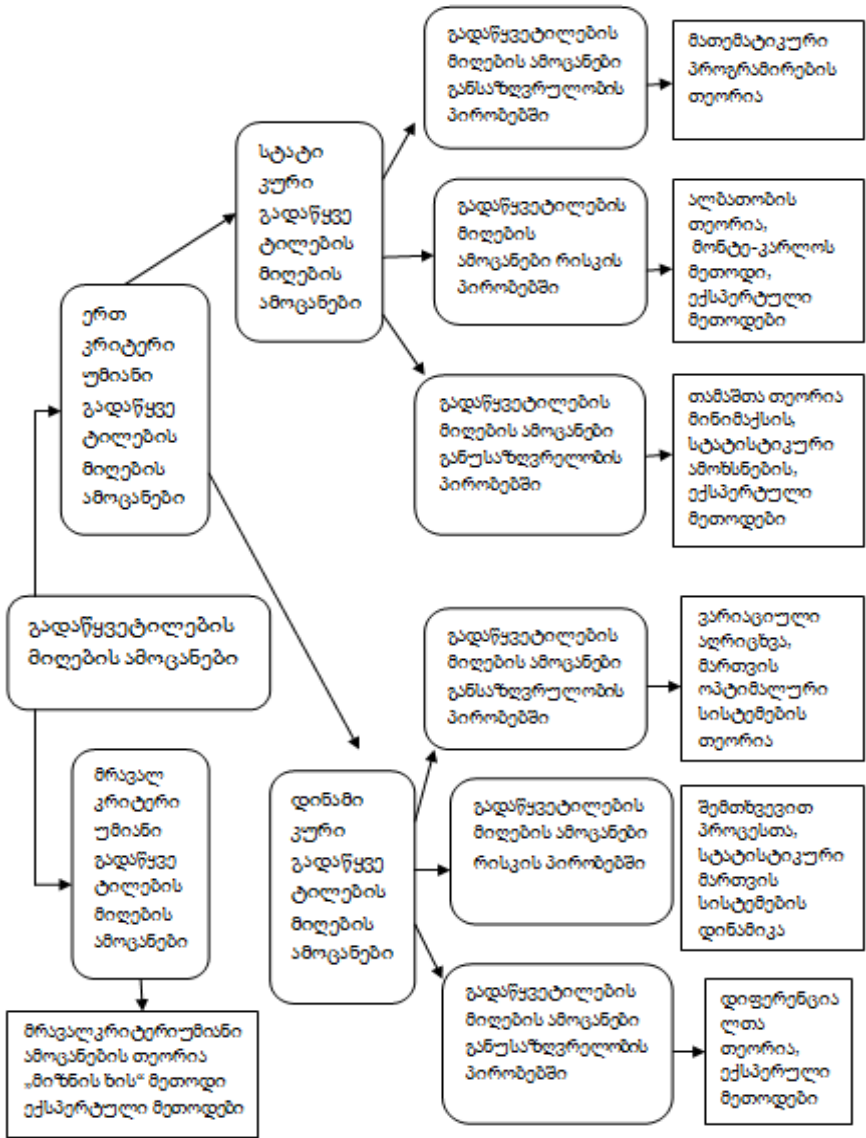 გადაწყვეტილების
მიღების ამოცანები
განსაზღვრულობის
პირობებში
მათემატიკური
პროგრამირების
თეორია
სტატი
კური
გადაწყვე
ტილების
მიღების
ამოცანები
გადაწყვეტილების
მიღების
ამოცანები რისკის
პირობებში
ალბათობის
თეორია,
მონტე-კარლოს
მეთოდი,
ექსპერტული
მეთოდები
ერთ
კრიტერი
უმიანი
გადაწყვე
ტილების
მიღების
ამოცანები
გადაწყვეტილების
მიღების ამოცანები
განუსაზღვრელობის
პირობებში
თამაშთა თეორია
მინიმაქსის,
სტატისტიკური
ამოხსნების,
ექსპერტული
მეთოდები
გადაწყვეტილების
მიღების ამოცანები
გადაწყვეტილების
მიღების ამოცანები
განსაზღვრულობის
პირობებში
ვარიაციული
აღრიცხვა,
მართვის
ოპტიმალური
სისტემების
თეორია
მრავალ
კრიტერი
უმიანი
გადაწყვე
ტილების
მიღების
ამოცანები
დინამი
კური
გადაწყვე
ტილების
მიღების
ამოცანები
გადაწყვეტილების
მიღების ამოცანები
რისკის პირობებში
შემთხვევით
პროცესთა,
სტატისტიკური
მართვის
სისტემების
დინამიკა
გადაწყვეტილების
მიღების ამოცანები
განუსაზღვრელობის
პირობებში
დიფერენცია
ლთა
თეორია,
ექსპერული
მეთოდები
მრავალკრიტერიუმიანი
ამოცანების თეორია
„მიზნის ხის“ მეთოდი
ექსპერტული მეთოდები